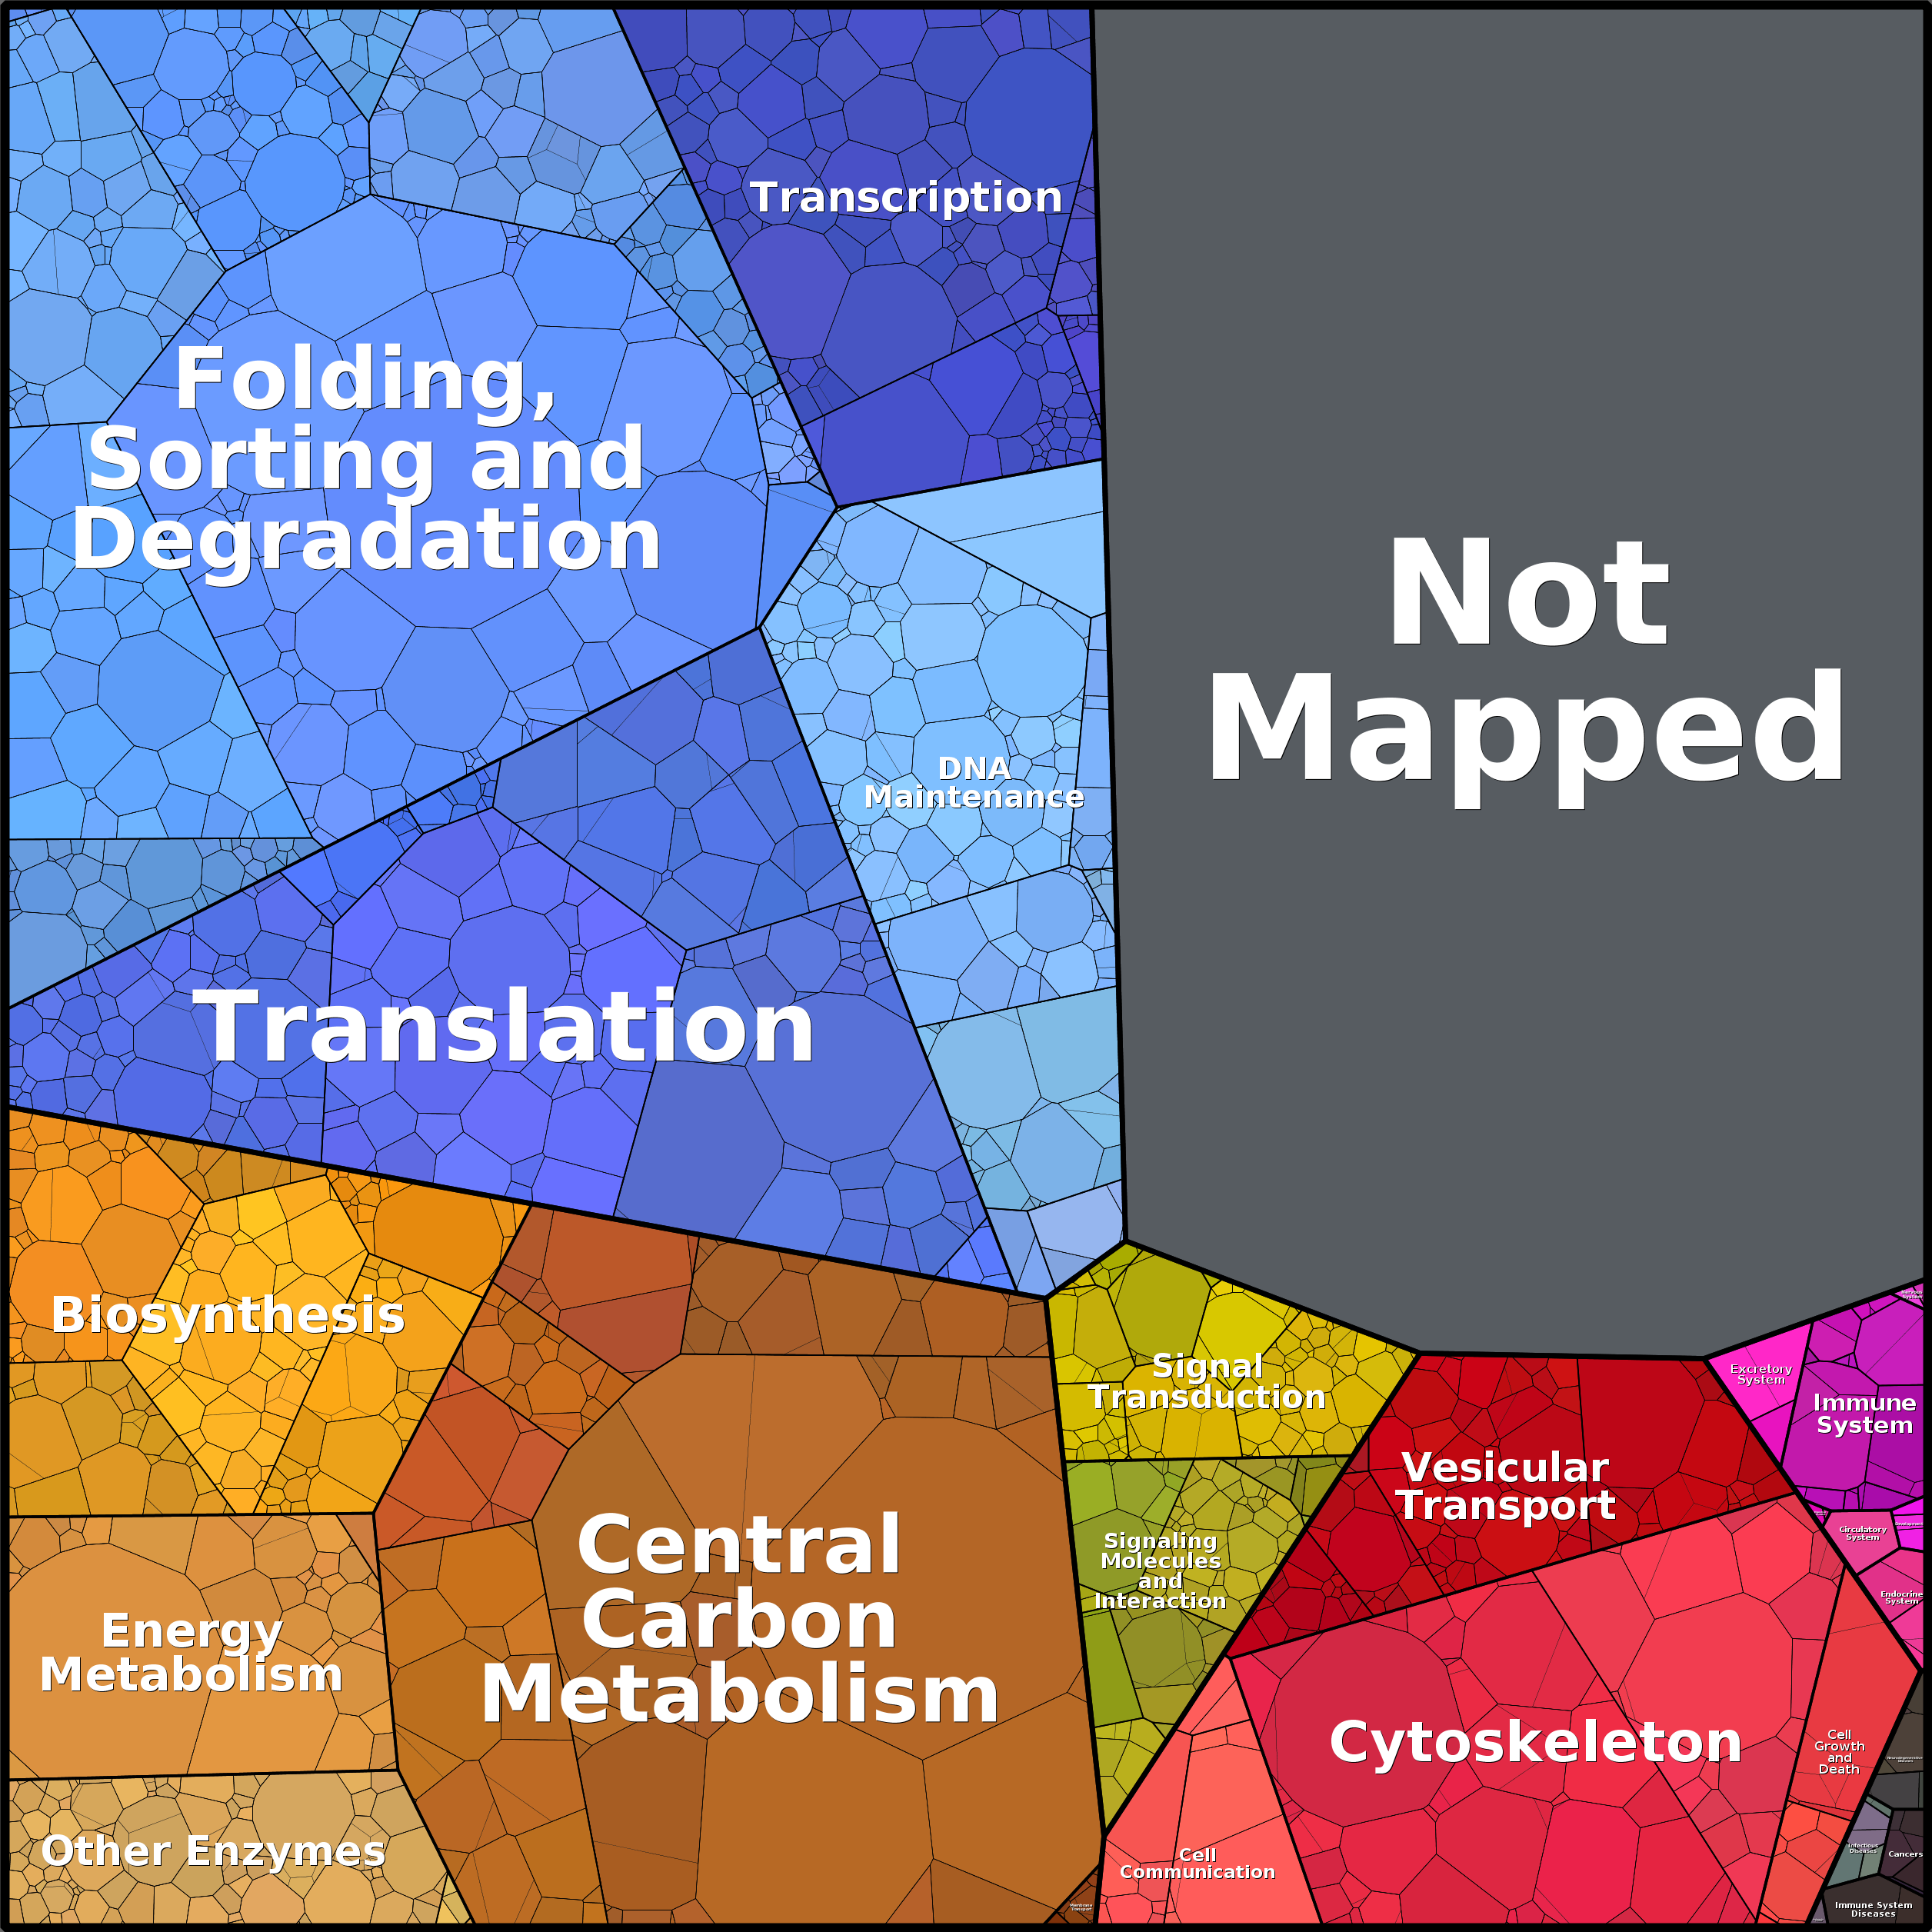 Transcription
Folding,
Sorting and
Degradation
Not
Mapped
DNA
Maintenance
Translation
Biosynthesis
Signal
Transduction
Excretory
System
Immune
System
Vesicular
Transport
Circulatory
System
Signaling
Molecules
and
Interaction
Endocrine
System
Central
Carbon
Metabolism
Energy
Metabolism
Cytoskeleton
Cell
Growth
and
Death
Other Enzymes
Cell
Communication
Infectious
Diseases
Cancers
Immune System
Diseases
Membrane
Transport